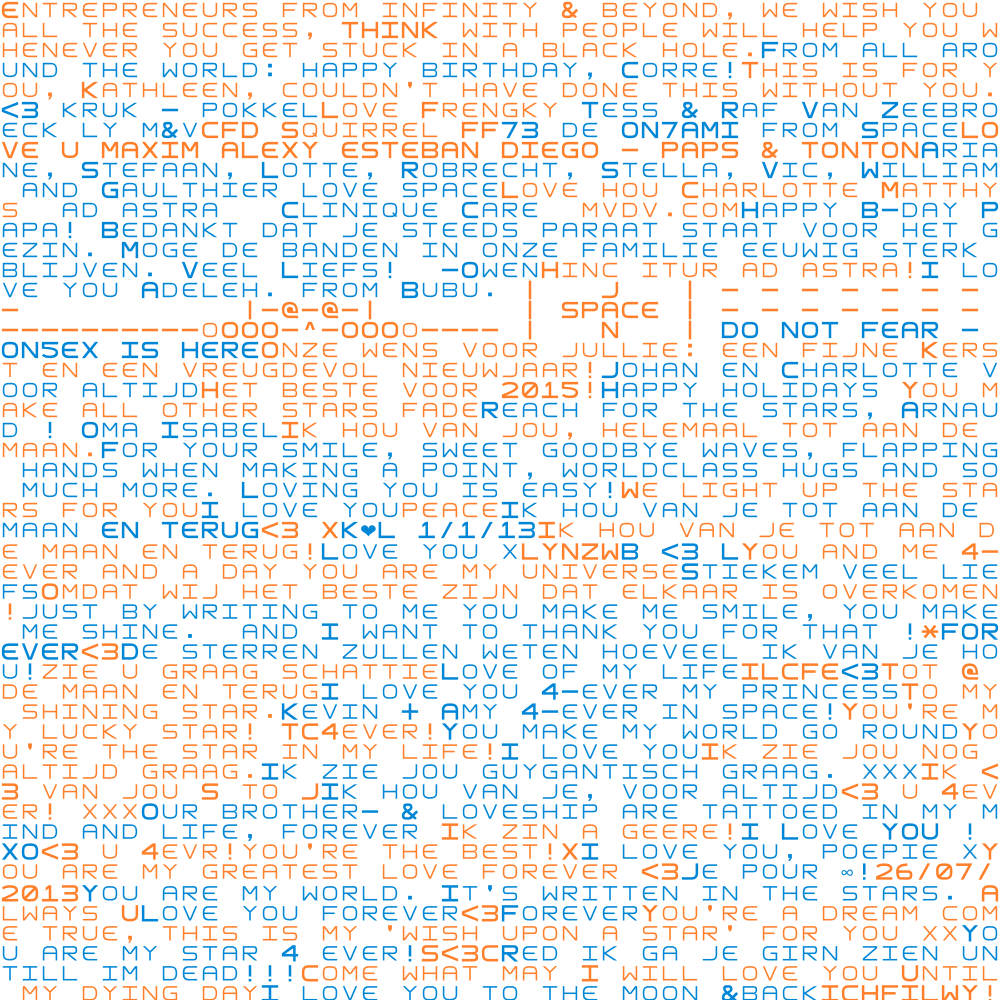 Entrepreneurs from infinity & beyond, we wish you
all the success, THINK with people will help you w
henever you get stuck in a black hole.From all aro
und the world: happy birthday, Corre!This is for y
ou, Kathleen, couldn't have done this without you.
<3 kruk - pokkelLove Frengky Tess & Raf Van Zeebro
eck ly m&vCFD Squirrel FF73 de ON7AMI from SpaceLO
VE U MAXIM ALEXY ESTEBAN DIEGO - PAPS & TONTONAria
ne, Stefaan, Lotte, Robrecht, Stella, Vic, William
and Gaulthier love spaceLove hou Charlotte Matthy
s ad astra Clinique Care mvdv.comHappy B-day P
apa! Bedankt dat je steeds paraat staat voor het g
ezin. Moge de banden in onze familie eeuwig sterk
blijven. Veel Liefs! -OwenHinc itur ad astra!I lo
ve you Adeleh. from Bubu. | J | - - - - - - -
- |-@-@-| | SPACE | - - - - - - -
----------oOOO-^-OOOo---- | N | DO NOT FEAR -
ON5EX IS HEREOnze wens voor jullie: een fijne Kers
t en een vreugdevol nieuwjaar!Johan en Charlotte v
oor altijdHet beste voor 2015!Happy holidays You m
ake all other stars fadeReach for the stars, Arnau
d ! Oma IsabelIk hou van jou, helemaal tot aan de
maan.For your smile, sweet goodbye waves, flapping
hands when making a point, worldclass hugs and so
much more. Loving you is easy!We light up the sta
rs for youI love youpeaceIk hou van je tot aan de
maan EN TERUG<3 XK❤L 1/1/13Ik hou van je tot aan d
e maan en terug!Love you xLYNZWB <3 LYou and me 4-
ever and a day you are my universeStiekem veel lie
fsOmdat wij het beste zijn dat elkaar is overkomen
!Just by writing to me you make me smile, you make
me shine. And I want to thank you for that !*FOR
EVER<3De sterren zullen weten hoeveel ik van je ho
u!Zie u graag schattieLove of my lifeILCFE<3Tot @
de maan en terugI love you 4-ever my princessTo my
shining star.Kevin + Amy 4-ever in space!You're m
y lucky star! TC4ever!You make my world go roundYo
u're the star in my life!I love youIk zie jou nog
altijd graag.Ik zie jou guygantisch graag. xxxIk <
3 van jou S to JIk hou van je, voor altijd<3 u 4ev
er! xxxOur brother- & loveship are tattoed in my m
ind and life, forever Ik zin a geere!I Love YOU !
XO<3 u 4evr!You're the best!XI love you, poepie xY
ou are my greatest love forever <3Je pour ∞!26/07/
2013You are my world. It's written in the stars. A
lways uLove you forever<3ForeverYou're a dream com
e true, this is my 'wish upon a star' for you xxYo
u are my star 4 ever!S<3CRed ik ga je girn zien un
till im dead!!!Come what may I will love you Until
my dying dayI love you to the moon &backICHFILWY!